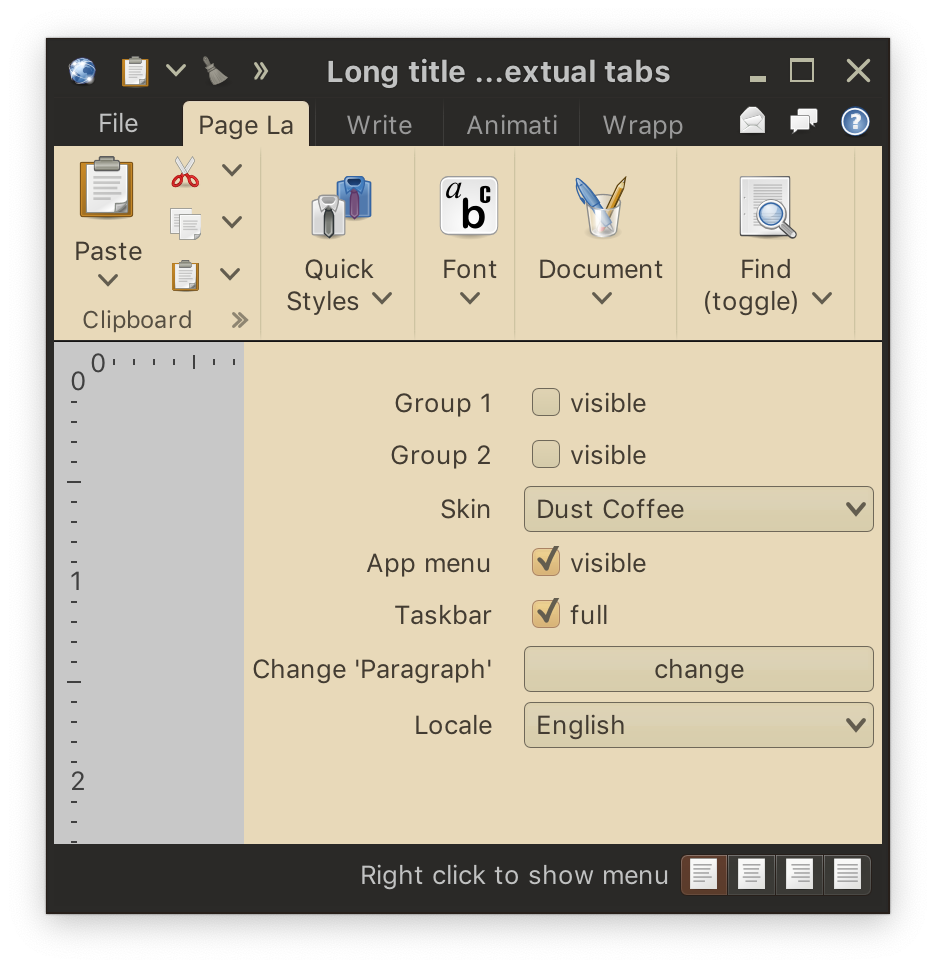 Long title ...extual tabs
File
Page La
Write
Animati
Wrapp
Paste
Clipboard
Quick
Styles
a b c
Font
Document
Find
(toggle)
0
0
1
2
Group 1 visible
Group 2 visible
Skin Dust Coffee
App menu visible
Taskbar full
Change 'Paragraph' change
Locale English
Right click to show menu